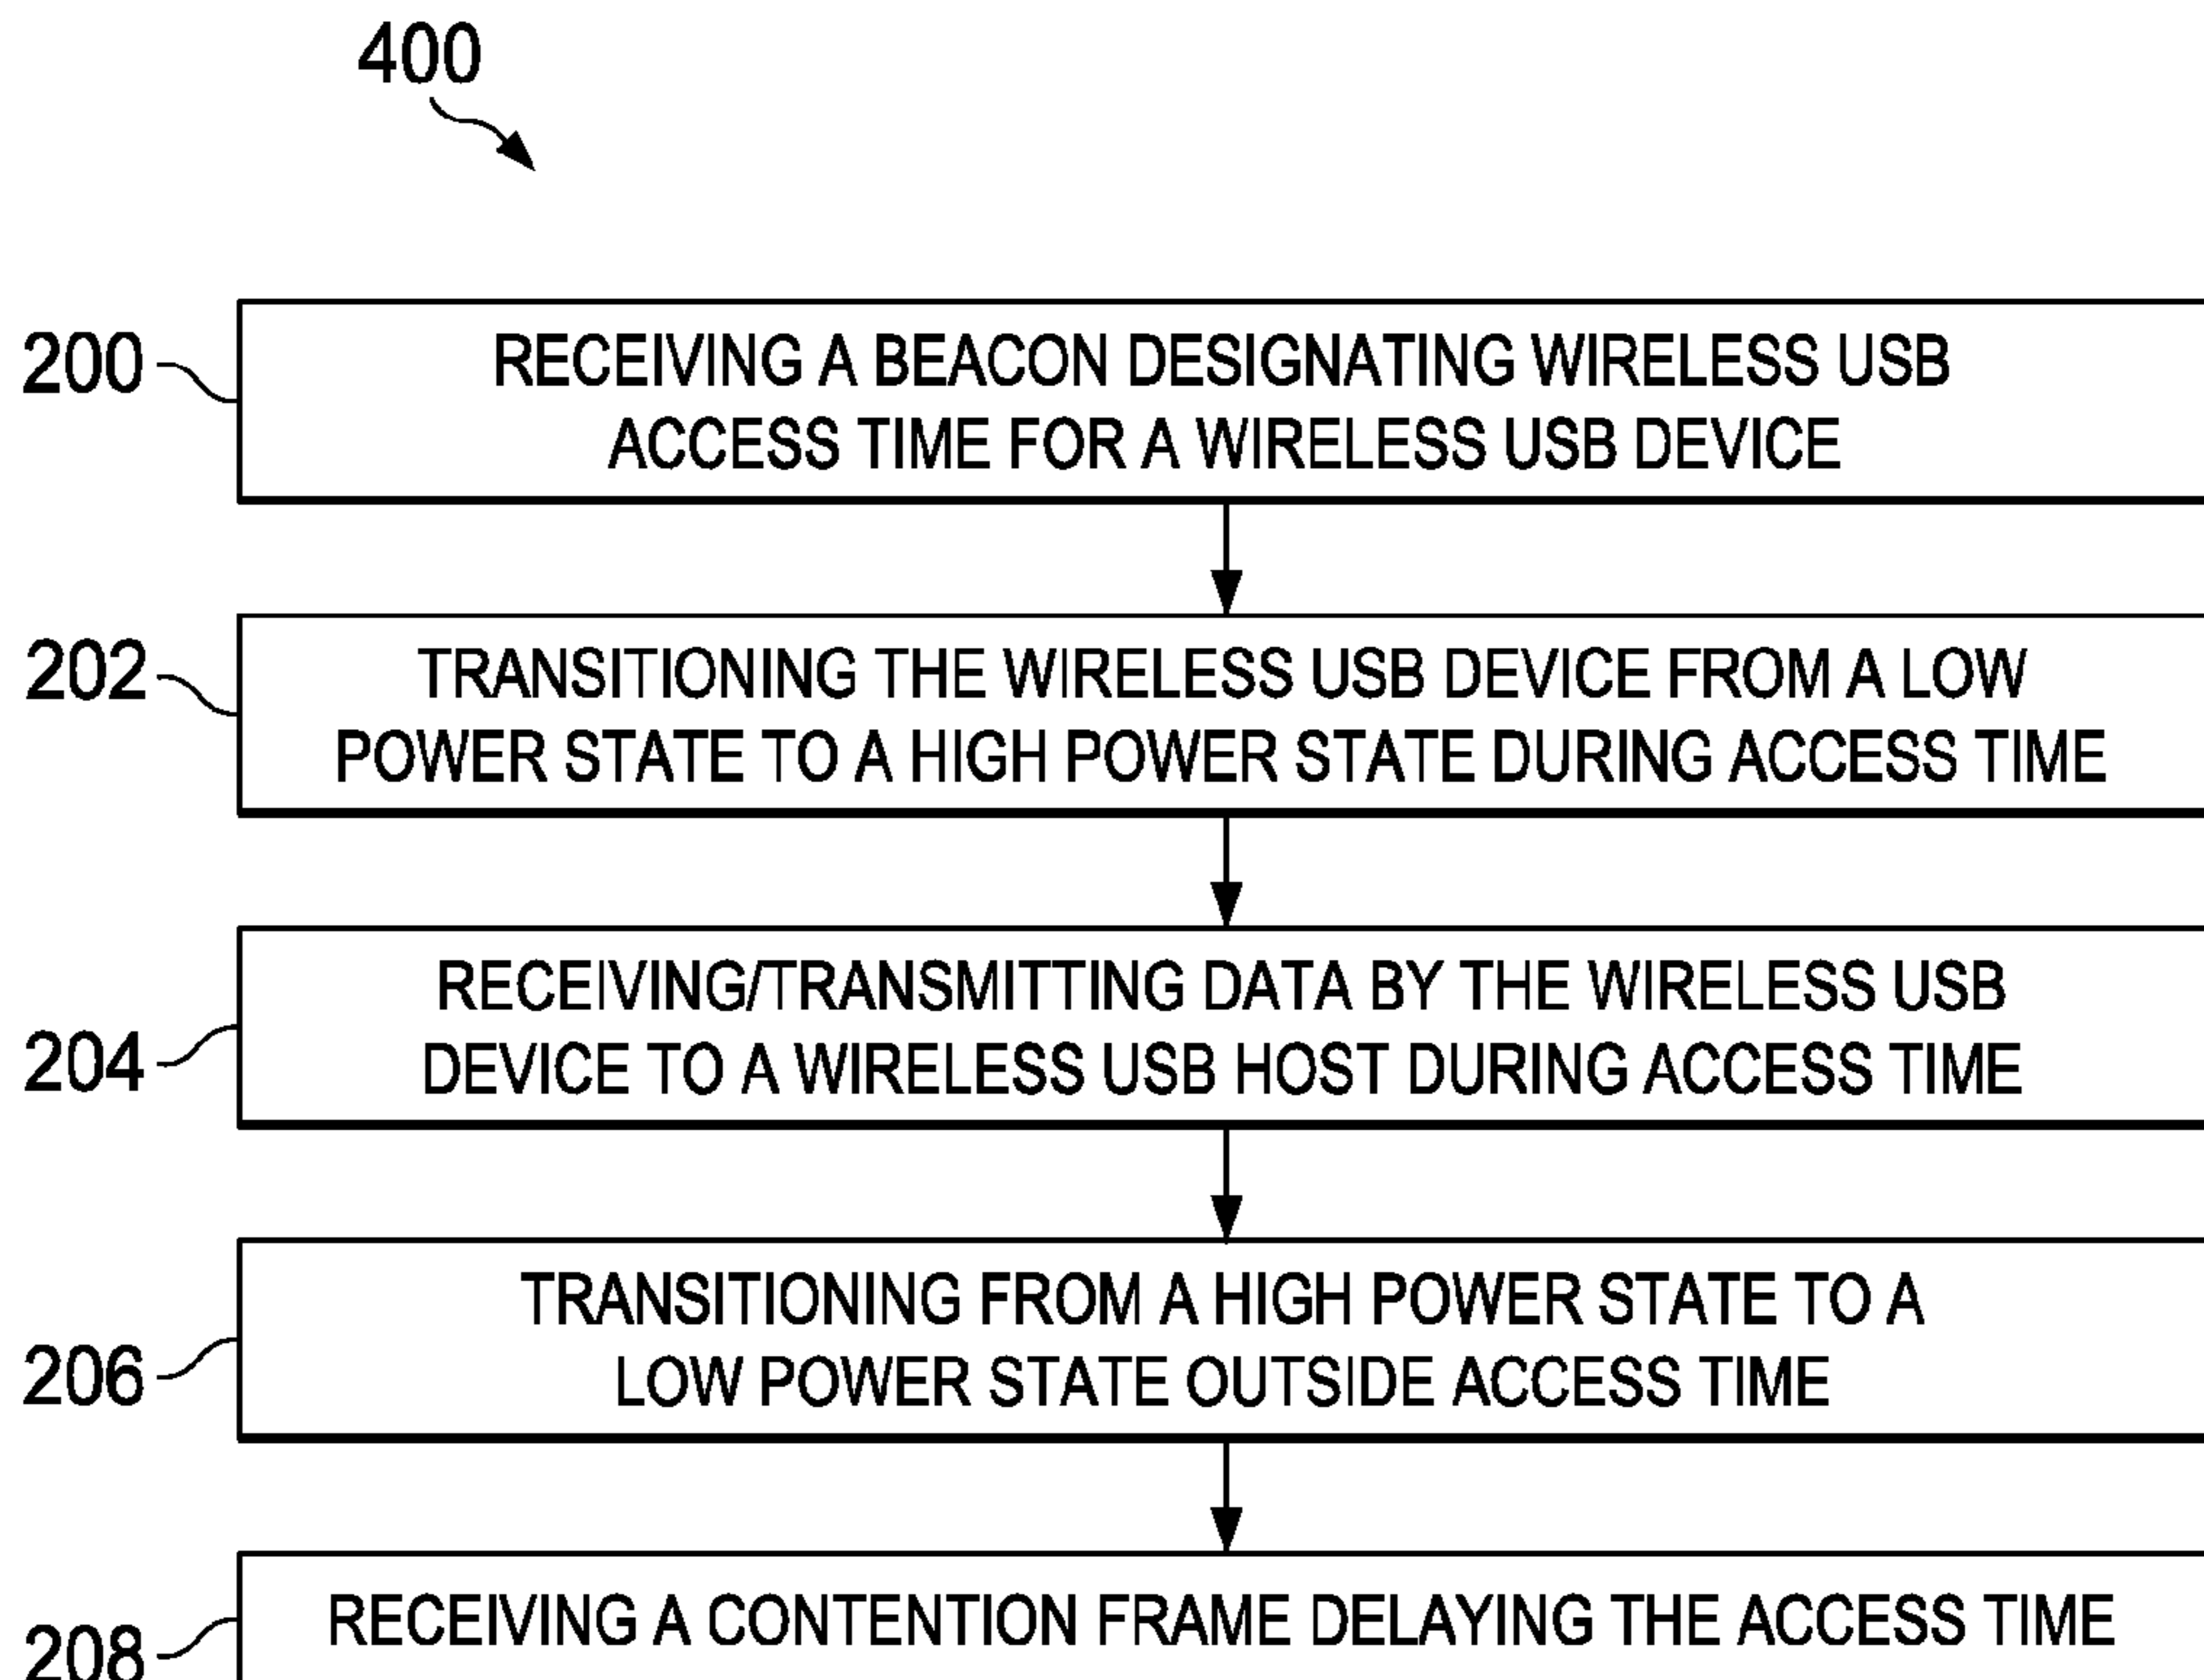 400
200
RECEIVING A BEACON DESIGNATING WIRELESS USB
ACCESS TIME FOR A WIRELESS USB DEVICE
202
TRANSITIONING THE WIRELESS USB DEVICE FROM A LOW
POWER STATE TO A HIGH POWER STATE DURING ACCESS TIME
204
RECEIVING/TRANSMITTING DATA BY THE WIRELESS USB
DEVICE TO A WIRELESS USB HOST DURING ACCESS TIME
206
TRANSITIONING FROM A HIGH POWER STATE TO A
LOW POWER STATE OUTSIDE ACCESS TIME
208
RECEIVING A CONTENTION FRAME DELAYING THE ACCESS TIME